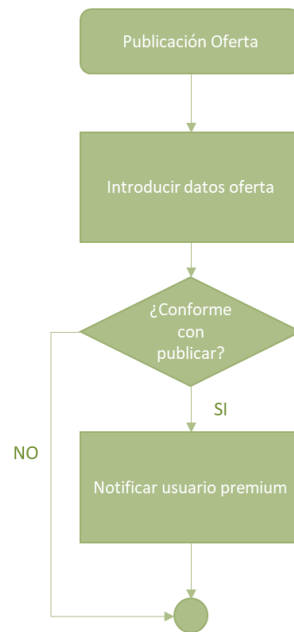 Publicación Oferta
Introducir datos oferta
¿Conforme
con
publicar?
SI
NO
Notificar usuario premium